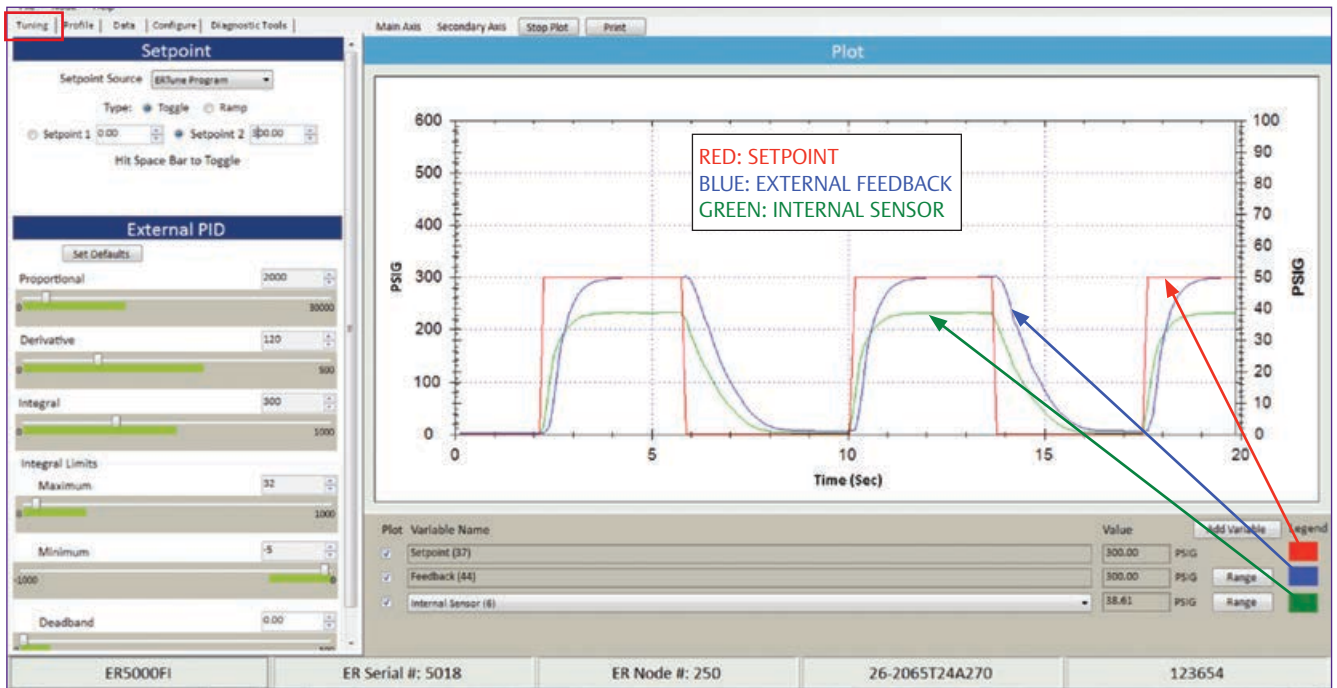 Tuning Profile Data Configure Diagnostic Tools
Main Axis Secondary Axis Stop Plot Print
Setpoint
Setpoint Source ERTune Program
Type: Toggle Ramp
Setpoint 1 0.00 Setpoint 2 300.00
Hit Space Bar to Toggle
External PID
Set Defaults
Proportional 2000
0 30000
Derivative 120
0 500
Integral 300
0 1000
Integral Limits
Maximum 32
0 1000
Minimum -5
-1000 0
Deadband 0.00
Plot
600
500
400
300
200
100
0
PSIG
RED: SETPOINT
BLUE: EXTERNAL FEEDBACK
GREEN: INTERNAL SENSOR
100
90
80
70
60
50
40
30
20
10
0
PSIG
0 5 10 15 20
Time (Sec)
Plot Variable Name Value Add Variable Legend
Setpoint (37) 300.00 PSIG
Feedback (44) 300.00 PSIG Range
Internal Sensor (6) 38.61 PSIG Range
ER5000FI ER Serial #: 5018 ER Node #: 250 26-2065T24A270 123654